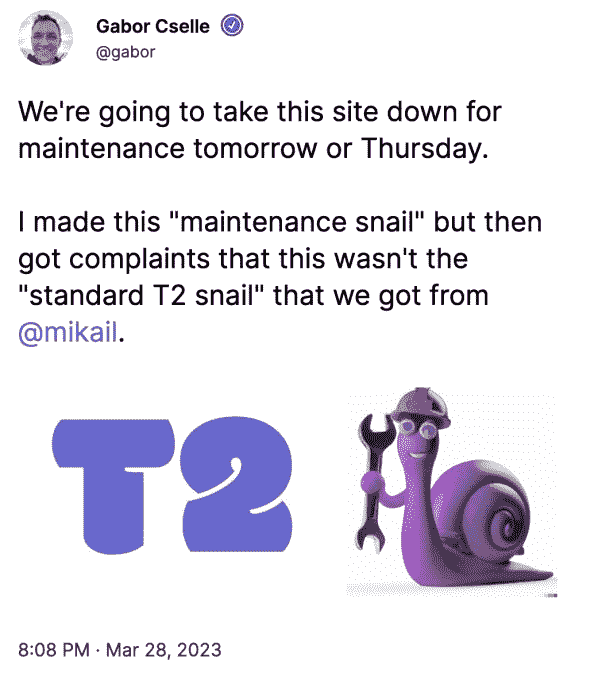 Gabor Cselle
@gabor
We're going to take this site down for
maintenance tomorrow or Thursday.
I made this "maintenance snail" but then
got complaints that this wasn't the
"standard T2 snail" that we got from
@mikail.
T2
8:08 PM · Mar 28, 2023